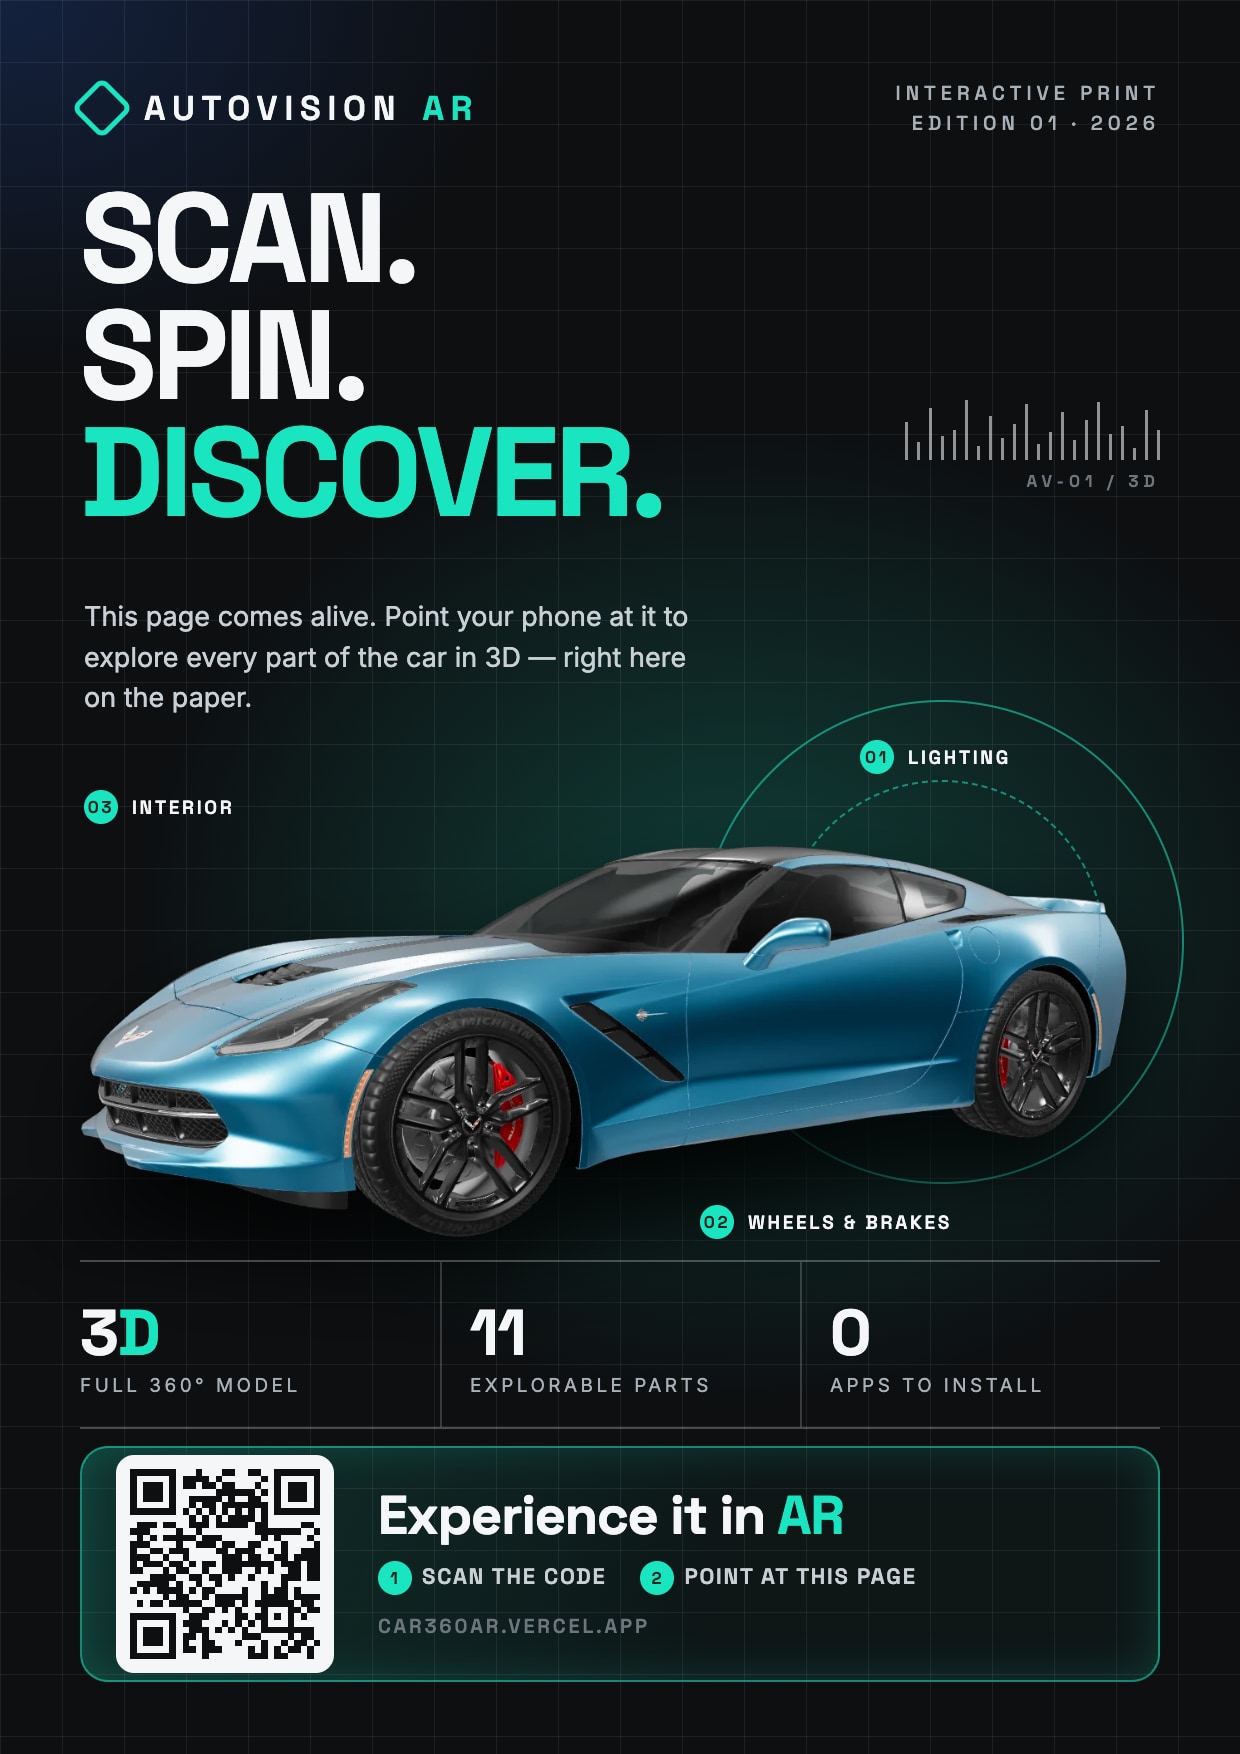 AUTOVISION AR
INTERACTIVE PRINT
EDITION 01 · 2026
SCAN.
SPIN.
DISCOVER.
AV-01 / 3D
This page comes alive. Point your phone at it to
explore every part of the car in 3D — right here
on the paper.
01 LIGHTING
03 INTERIOR
MICHELIN
02 WHEELS & BRAKES
3D
FULL 360° MODEL
11
EXPLORABLE PARTS
0
APPS TO INSTALL
Experience it in AR
1 SCAN THE CODE
2 POINT AT THIS PAGE
CAR360AR.VERCEL.APP